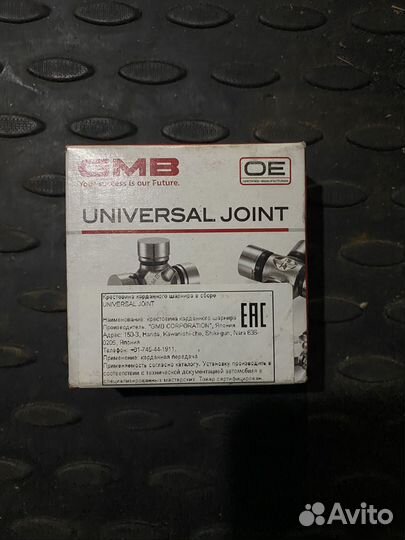 GMB
Your success is our Future.
OE
UNIVERSAL JOINT
Крестовина карданного шарнира в сборе
UNIVERSAL JOINT
Наименование: крестовина карданного шарнира
Производитель: "GMB CORPORATION", Япония
Адрес: 150-3, Handa, Kawanishi-cho, Shiki-gun, Nara 636-
0295, Япония
Телефон: +81-745-44-1911,
Применение: карданная передача
Применяемость согласно каталогу. Установку производить в
соответствии с технической документацией автомобиля в
специализированных мастерских. Товар сертифицирован.
EAC
Avito